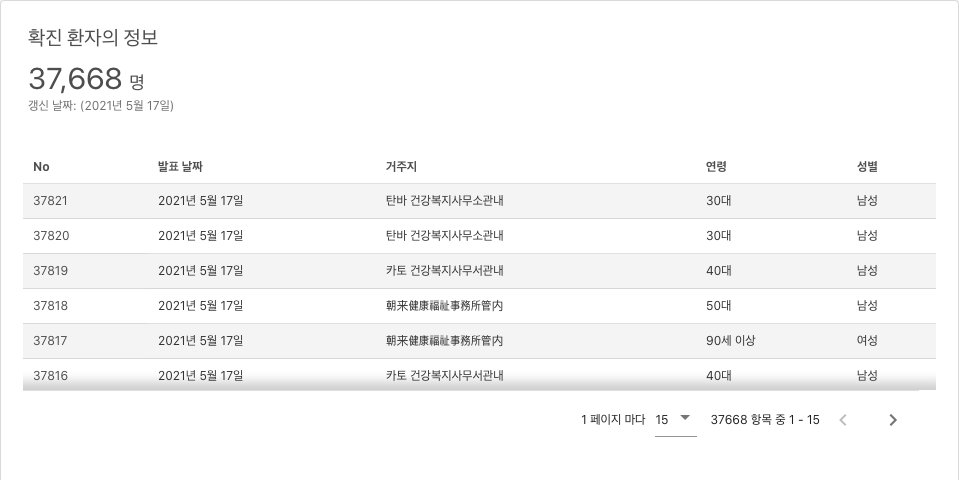 확진 환자의 정보
37,668 명
갱신 날짜: (2021년 5월 17일)
No 발표 날짜 거주지 연령 성별
37821 2021년 5월 17일 탄바 건강복지사무소관내 30대 남성
37820 2021년 5월 17일 탄바 건강복지사무소관내 30대 남성
37819 2021년 5월 17일 카토 건강복지사무서관내 40대 남성
37818 2021년 5월 17일 朝来健康福祉事務所管内 50대 남성
37817 2021년 5월 17일 朝来健康福祉事務所管内 90세 이상 여성
37816 2021년 5월 17일 카토 건강복지사무서관내 40대 남성
1 페이지 마다 15 37668 항목 중 1 - 15